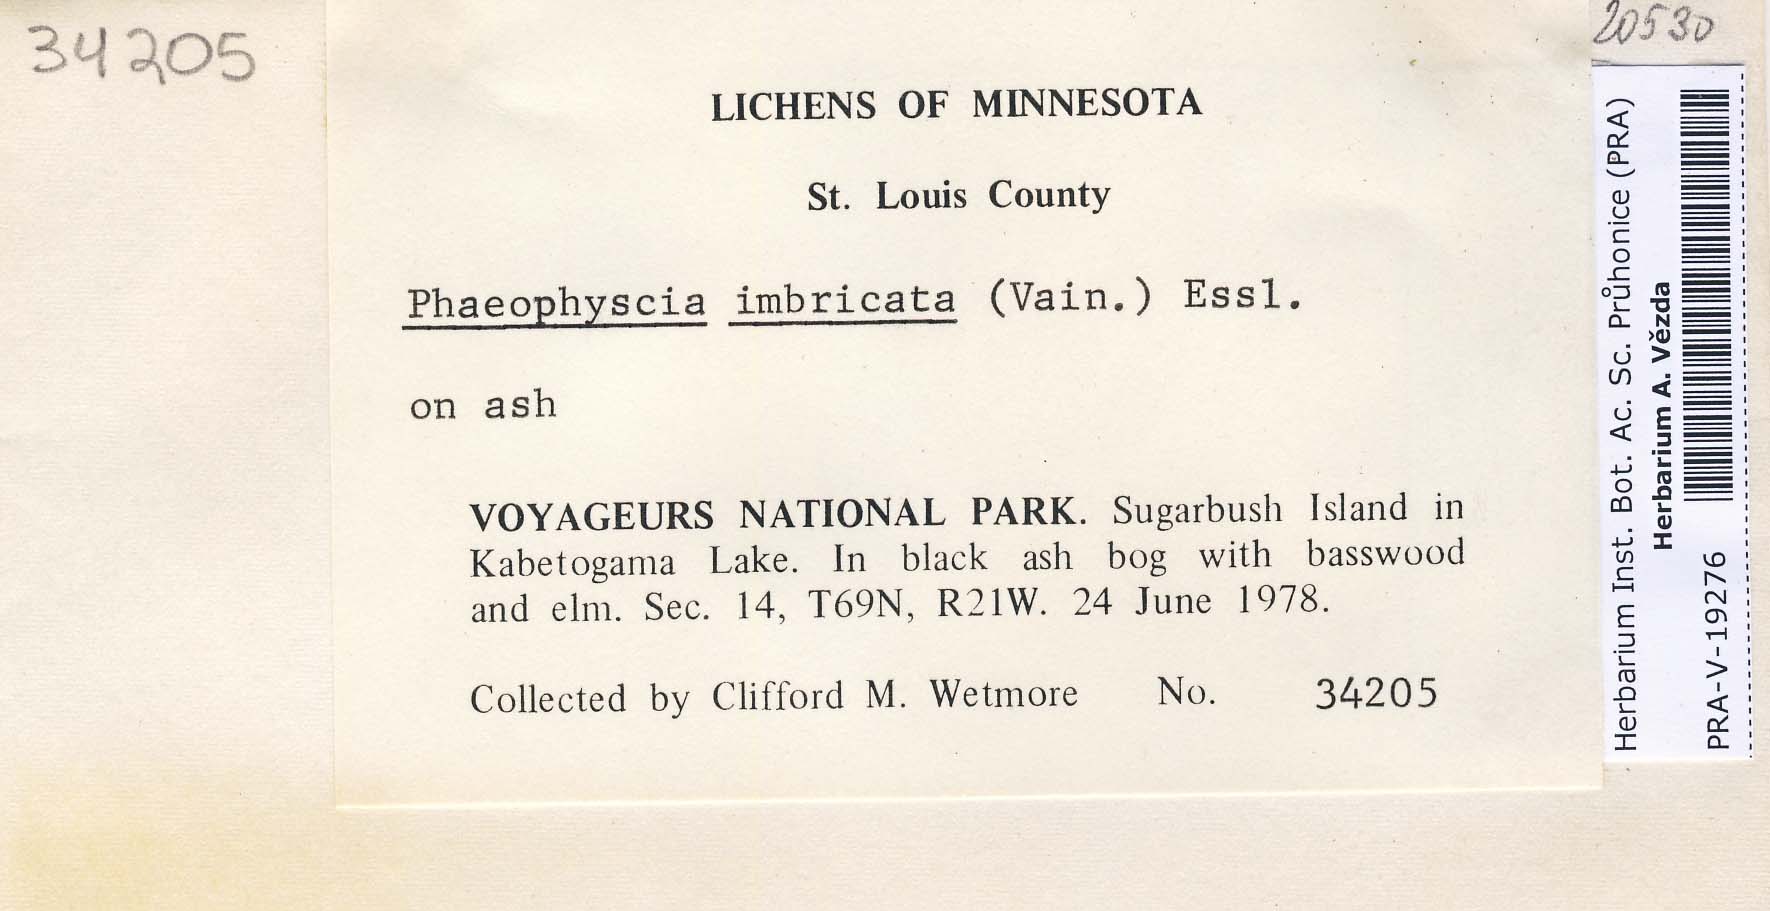 34205
20530
LICHENS OF MINNESOTA
St. Louis County
Phaeophyscia imbricata (Vain.) Essl.
on ash
VOYAGEURS NATIONAL PARK. Sugarbush Island in
Kabetogama Lake. In black ash bog with basswood
and elm. Sec. 14, T69N, R21W. 24 June 1978.
Collected by Clifford M. Wetmore No. 34205
Herbarium Inst. Bot. Ac. Sc. Průhonice (PRA)
Herbarium A. Vězda
PRA-V-19276